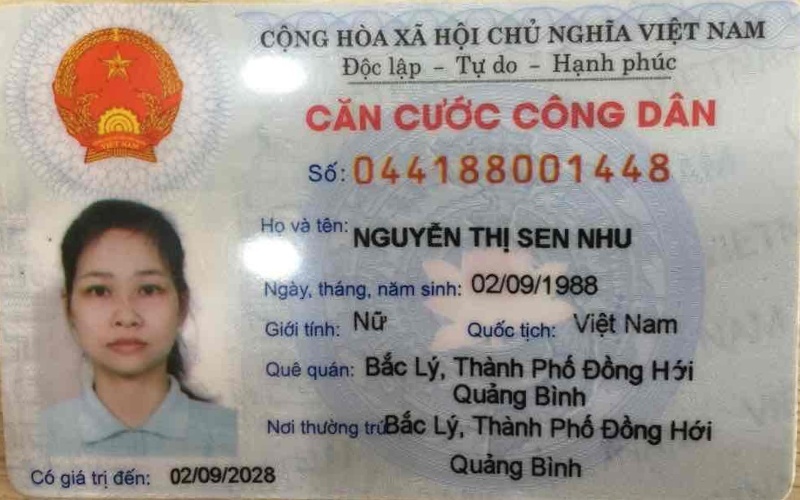 CỘNG HÒA XÃ HỘI CHỦ NGHĨA VIỆT NAM
Độc lập - Tự do - Hạnh phúc
CĂN CƯỚC CÔNG DÂN
Số: 044188001448
Họ và tên: NGUYỄN THỊ SEN NHU
Ngày, tháng, năm sinh: 02/09/1988
Giới tính: Nữ Quốc tịch: Việt Nam
Quê quán: Bắc Lý, Thành Phố Đồng Hới
Quảng Bình
Nơi thường trú: Bắc Lý, Thành Phố Đồng Hới
Quảng Bình
Có giá trị đến: 02/09/2028
VIỆT NAM